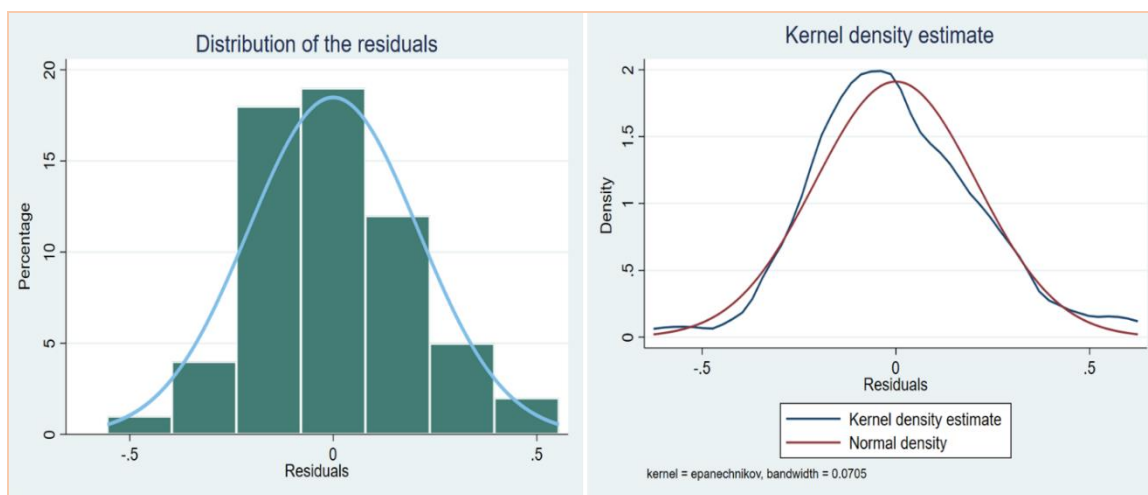 Distribution of the residuals
Percentage
20
15
10
5
0
-.5 0 .5
Residuals
Kernel density estimate
Density
2
1.5
1
.5
0
-.5 0 .5
Residuals
Kernel density estimate
Normal density
kernel = epanechnikov, bandwidth = 0.0705